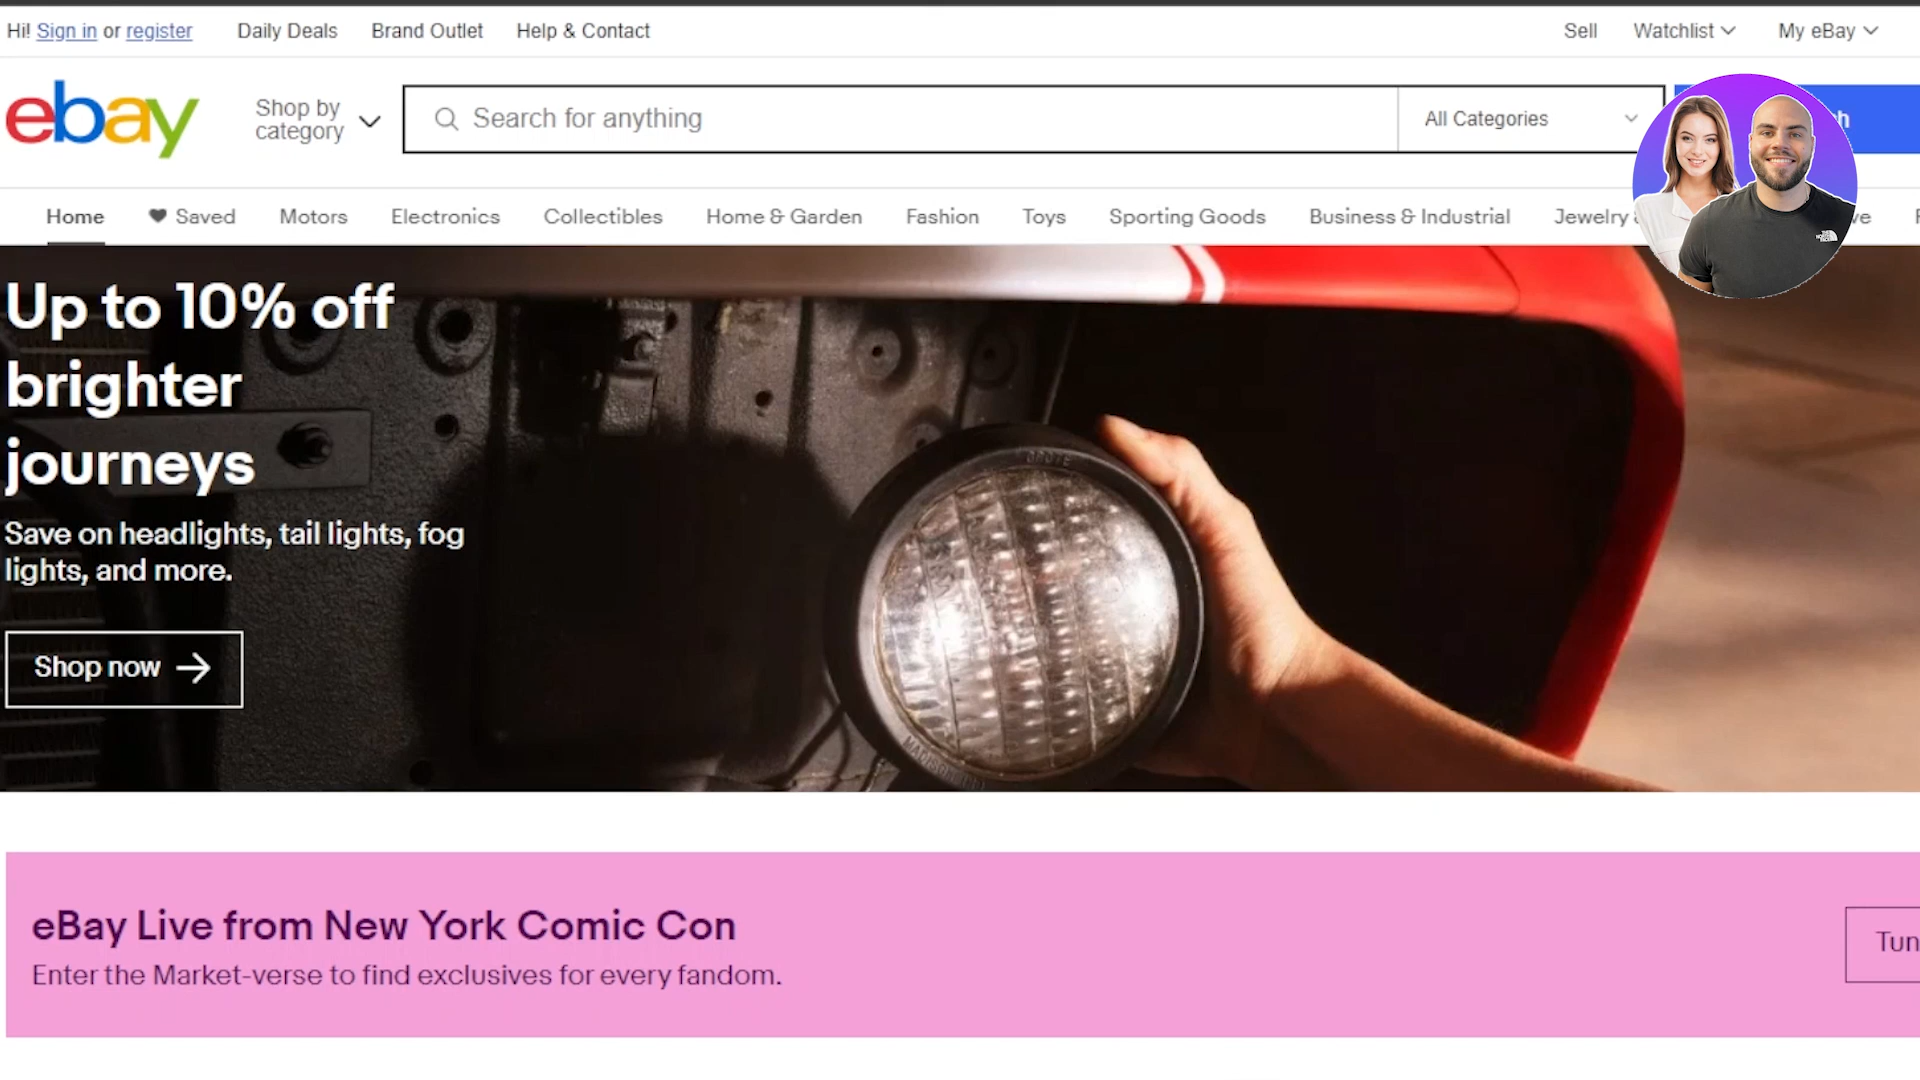 Hi! Sign in or register Daily Deals Brand Outlet Help & Contact Sell Watchlist My eBay
ebay
Shop by
category
Search for anything
All Categories
Home Saved Motors Electronics Collectibles Home & Garden Fashion Toys Sporting Goods Business & Industrial Jewelry
Up to 10% off
brighter
journeys
Save on headlights, tail lights, fog
lights, and more.
Shop now
eBay Live from New York Comic Con
Enter the Market-verse to find exclusives for every fandom.
Tun